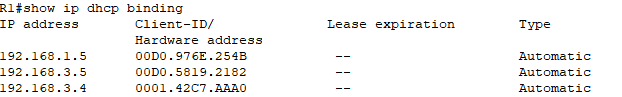 R1#show ip dhcp binding
IP address       Client-ID/              Lease expiration        Type
                 Hardware address
192.168.1.5      00D0.976E.254B           --                     Automatic
192.168.3.5      00D0.5819.2182           --                     Automatic
192.168.3.4      0001.42C7.AAA0           --                     Automatic